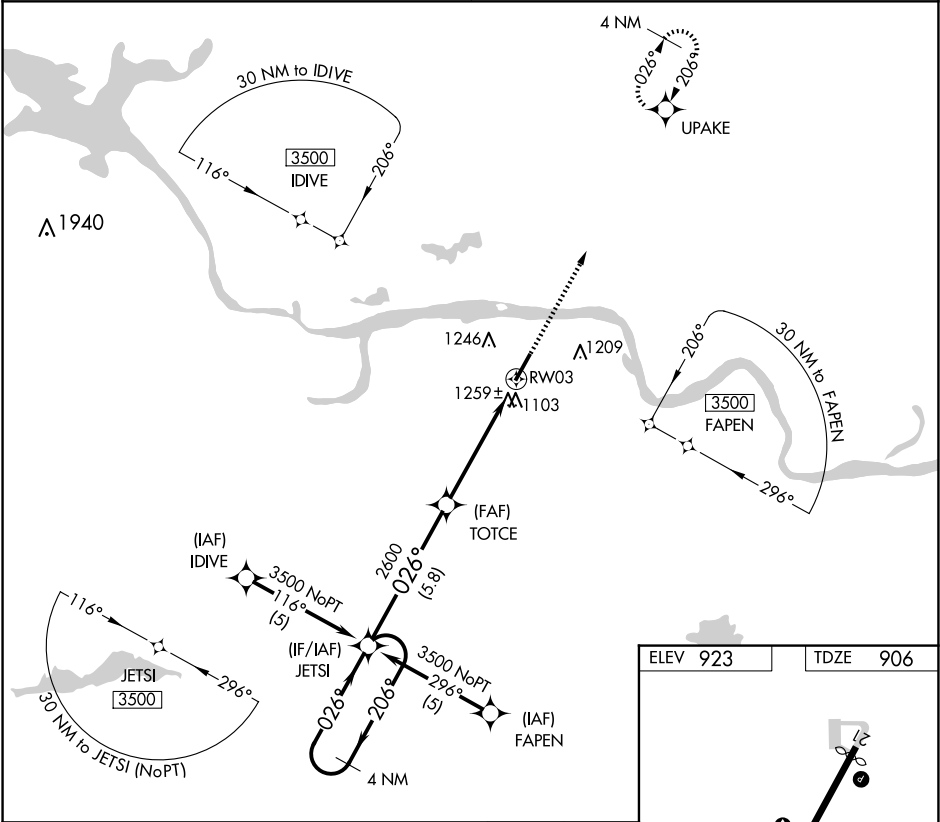 4 NM
026°
206°
UPAKE
30 NM to IDIVE
3500
IDIVE
116°
206°
1940
1246
1209
RW03
1259±
1103
206°
30 NM to FAPEN
3500
FAPEN
296°
(FAF)
TOTCE
2600
026°
(5.8)
(IAF)
IDIVE
3500 NoPT
116°
(5)
(IF/IAF)
JETSI
3500 NoPT
296°
(5)
(IAF)
FAPEN
026°
206°
4 NM
116°
JETSI
3500
296°
30 NM to JETSI (NoPT)
ELEV 923
TDZE 906
21
P